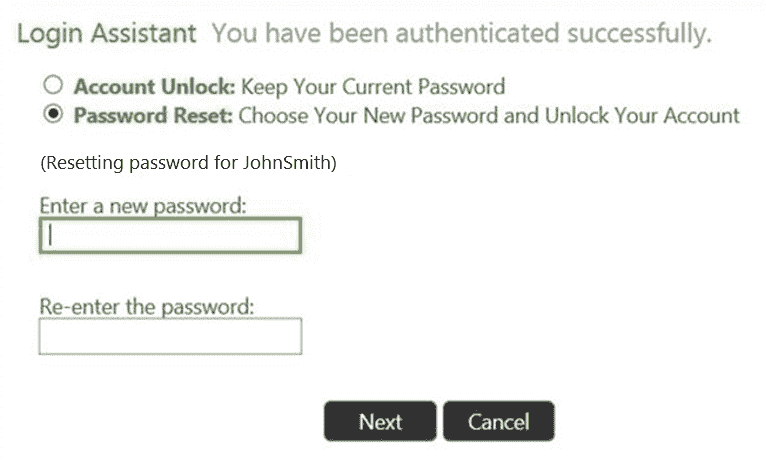 Login Assistant You have been authenticated successfully.
Account Unlock: Keep Your Current Password
Password Reset: Choose Your New Password and Unlock Your Account
(Resetting password for JohnSmith)
Enter a new password:
Re-enter the password:
Next Cancel